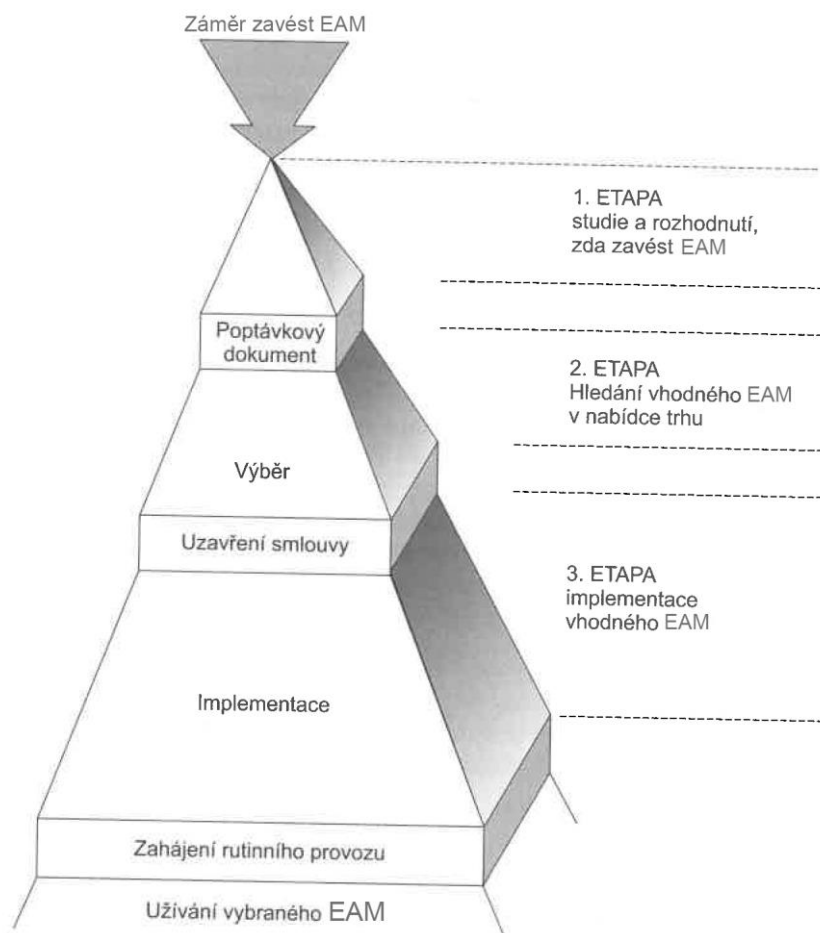 Záměr zavést EAM
1. ETAPA
studie a rozhodnutí,
zda zavést EAM
Poptávkový
dokument
2. ETAPA
Hledání vhodného EAM
v nabídce trhu
Výběr
Uzavření smlouvy
3. ETAPA
implementace
vhodného EAM
Implementace
Zahájení rutinního provozu
Užívání vybraného EAM